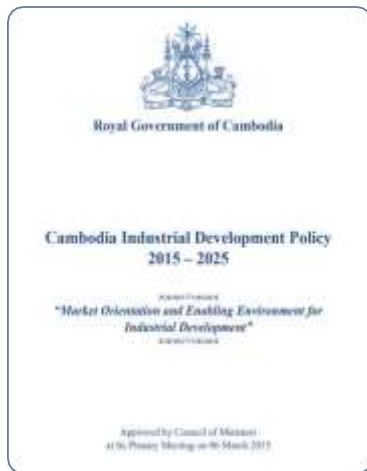 Royal Government of Cambodia
Cambodia Industrial Development Policy
2015 – 2025
"Market Orientation and Enabling Environment for
Industrial Development"
Approved by Council of Ministers
at its Plenary Meeting on 06 March 2015